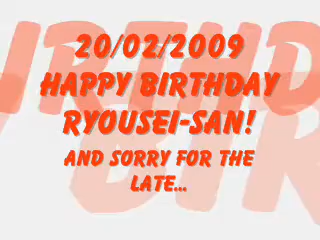 20/02/2009
HAPPY BIRTHDAY
RYOUSEI-SAN!
AND SORRY FOR THE
LATE...